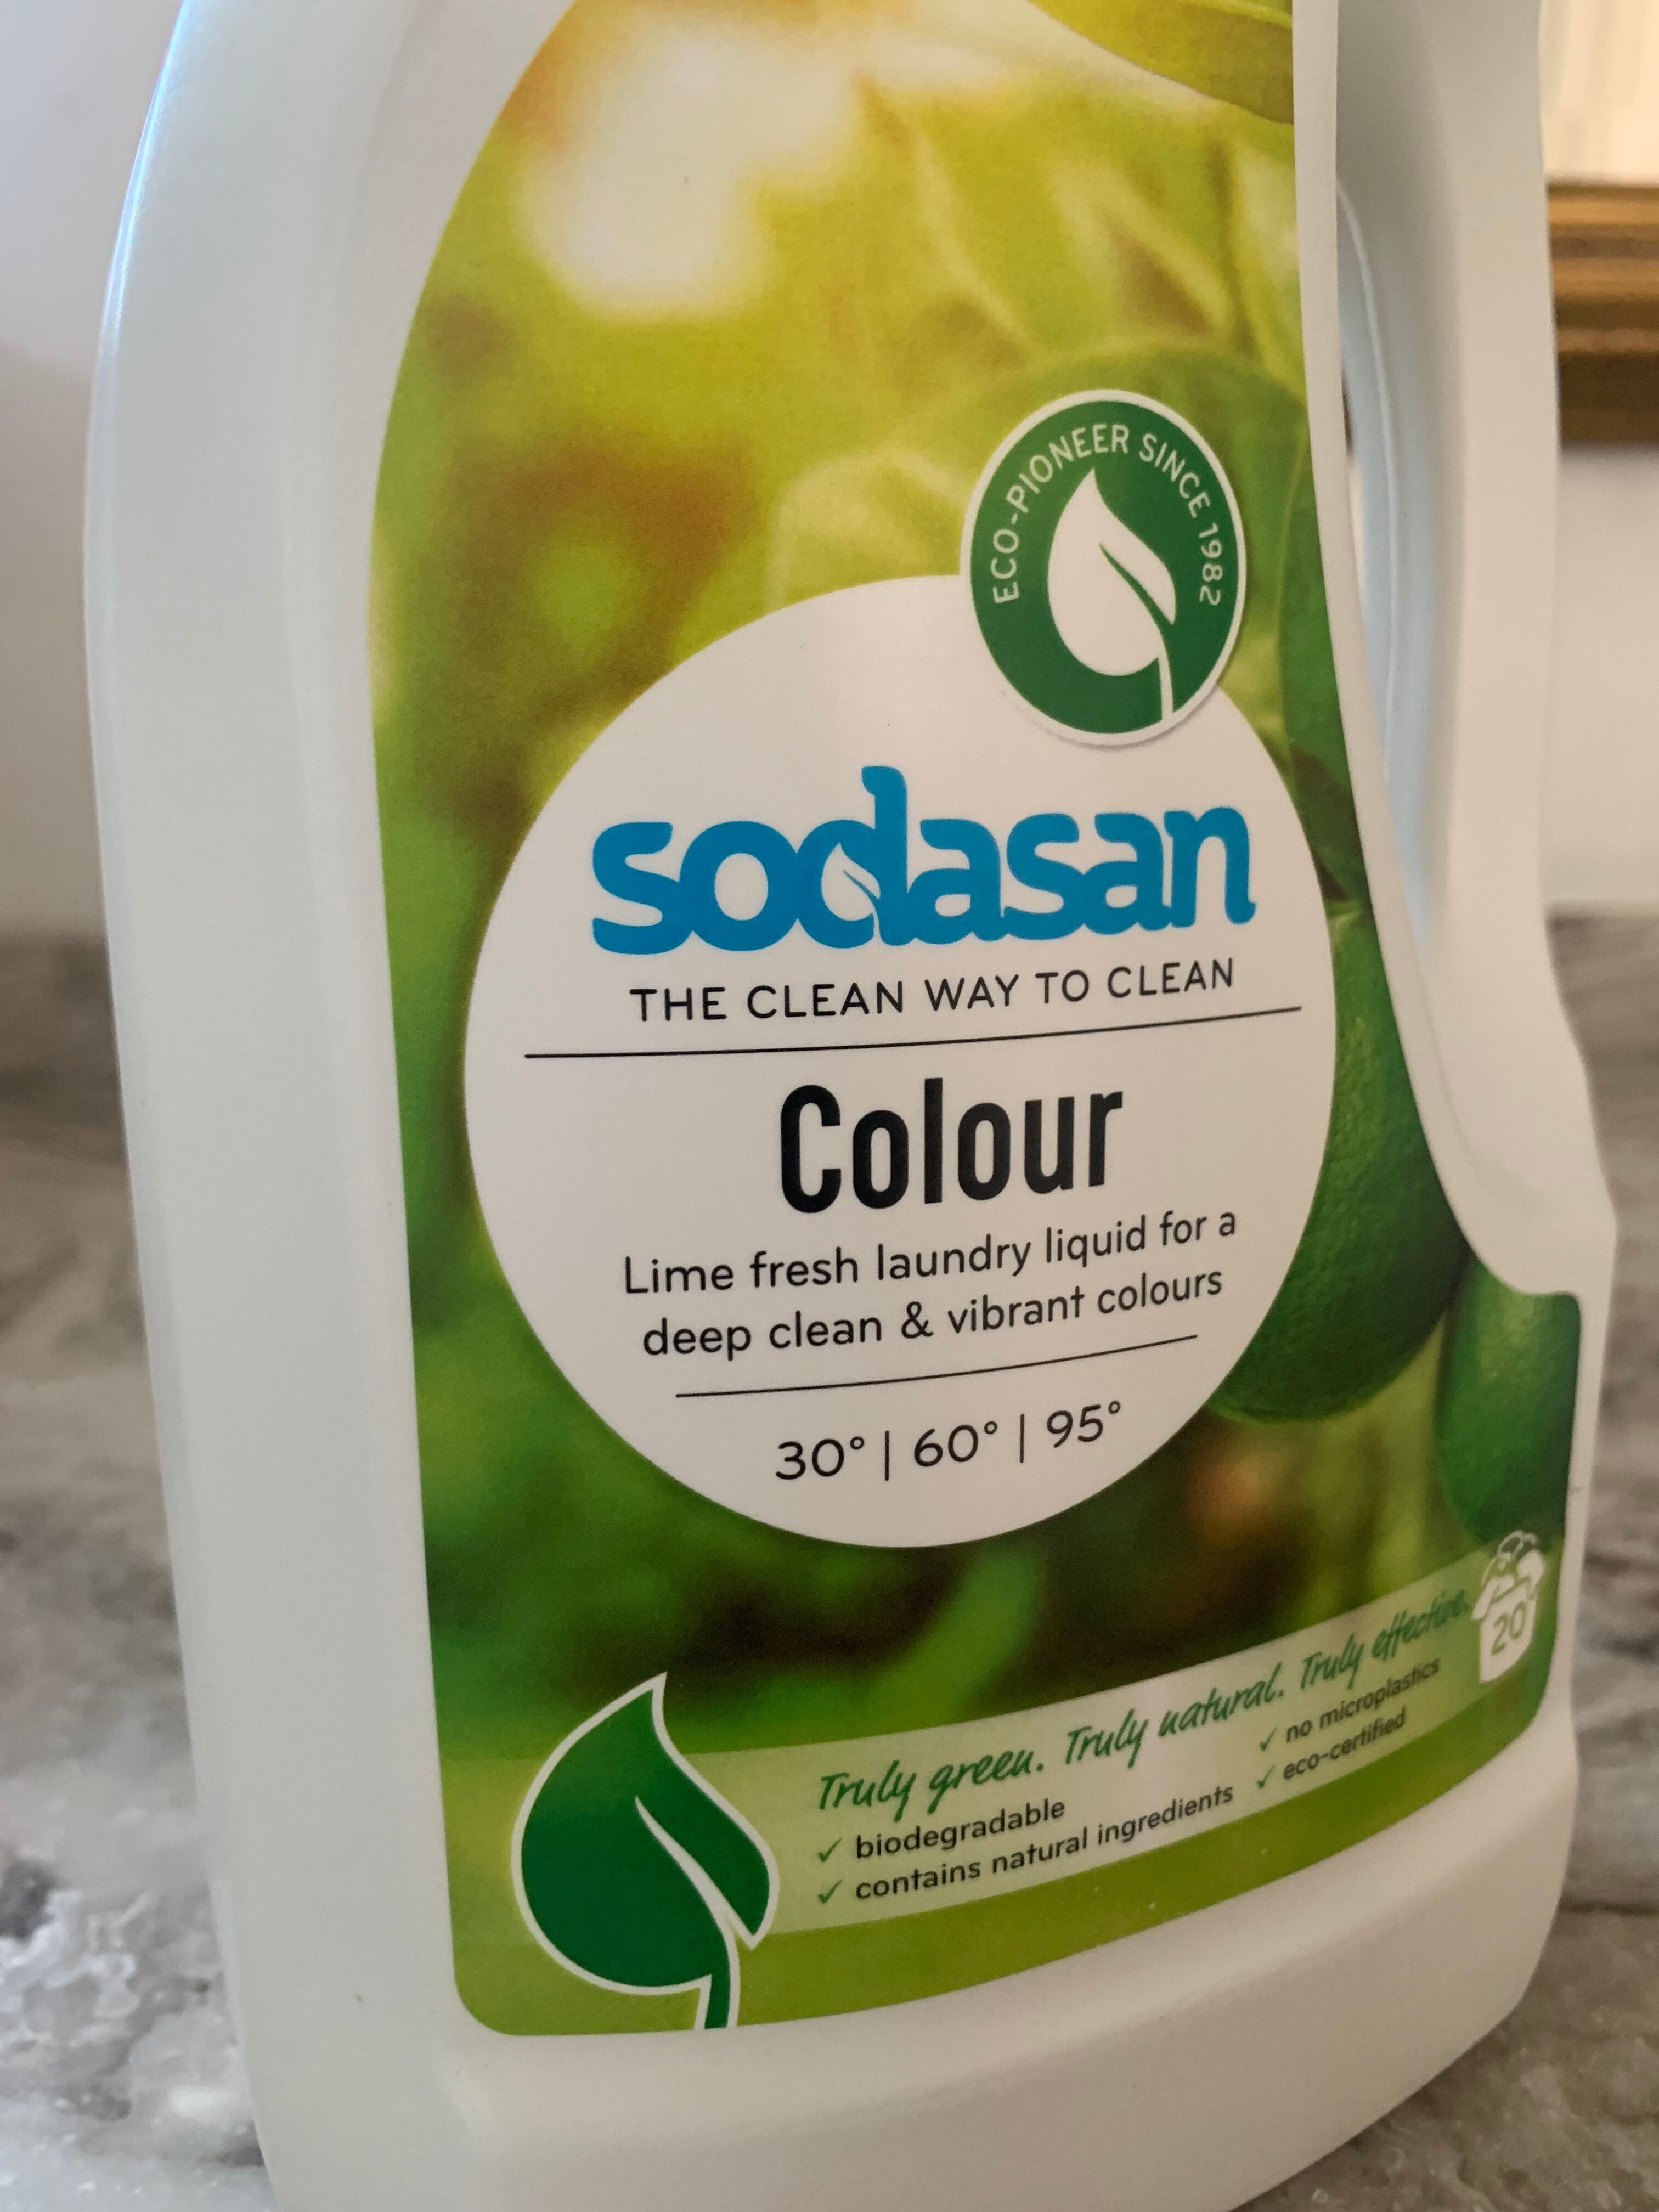 ECO-PIONEER SINCE 1982
sodasan
THE CLEAN WAY TO CLEAN
Colour
Lime fresh laundry liquid for a
deep clean & vibrant colours
30° | 60° | 95°
Truly green. Truly natural. Truly effective.
20
✓ biodegradable
✓ contains natural ingredients
✓ no microplastics
✓ eco-certified